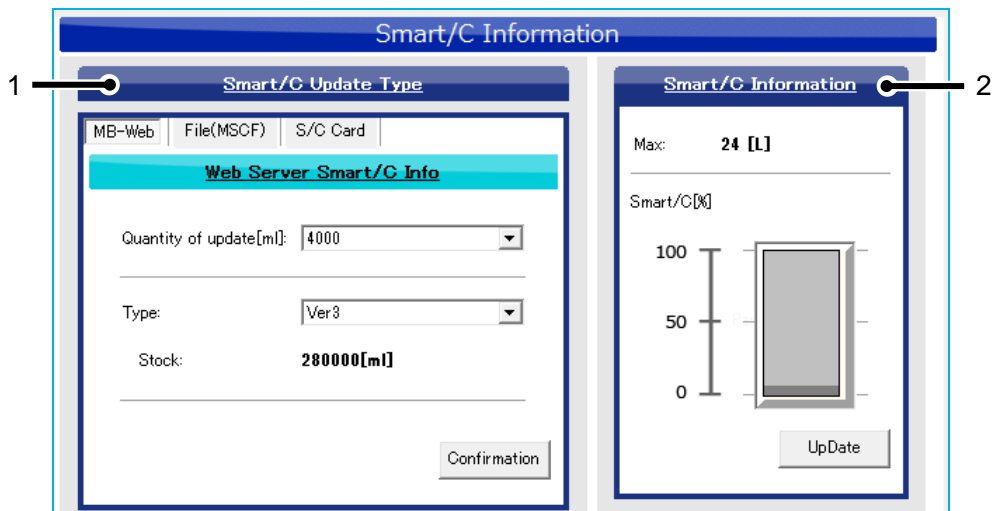 Smart/C Information
1
Smart/C Update Type
MB-Web File(MSCF) S/C Card
Web Server Smart/C Info
Quantity of update[ml]: 4000
Type: Ver3
Stock: 280000[ml]
Confirmation
Smart/C Information
2
Max: 24 [L]
Smart/C[%]
100
50
0
UpDate